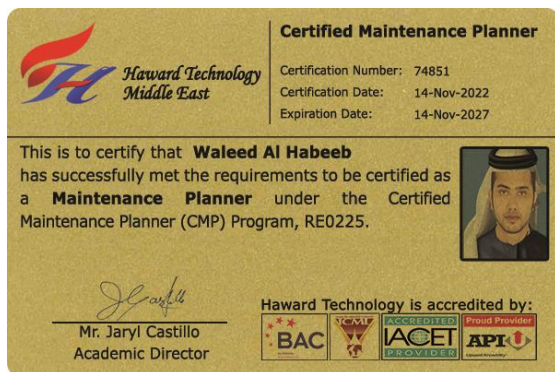 Haward Technology
Middle East
Certified Maintenance Planner
Certification Number: 74851
Certification Date: 14-Nov-2022
Expiration Date: 14-Nov-2027
This is to certify that Waleed Al Habeeb
has successfully met the requirements to be certified as
a Maintenance Planner under the Certified
Maintenance Planner (CMP) Program, RE0225.
Mr. Jaryl Castillo
Academic Director
Haward Technology is accredited by:
BAC
ACCREDITED
IACET
PROVIDER
Proud Provider
API